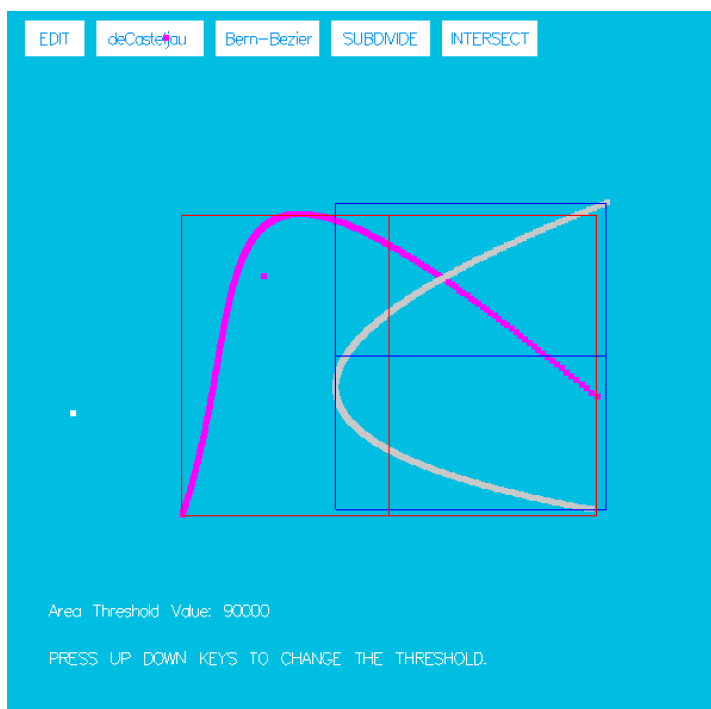 EDIT deCasteljau Bern-Bezier SUBDIVIDE INTERSECT
Area Threshold Value: 90000
PRESS UP DOWN KEYS TO CHANGE THE THRESHOLD.